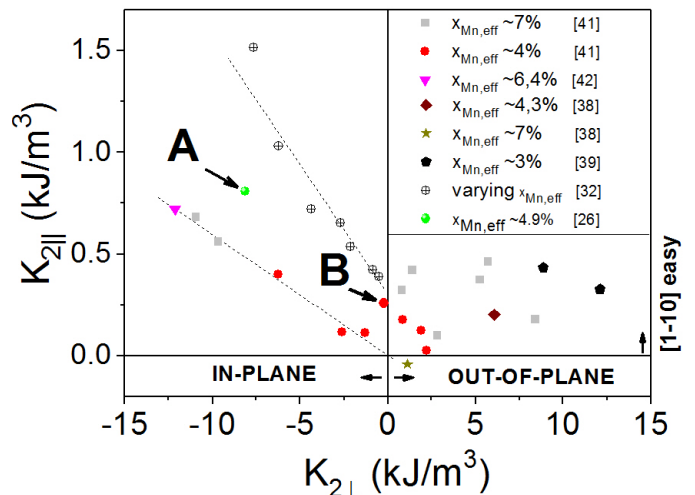 K2|| (kJ/m3)
1.5
1.0
0.5
0.0
A
B
xMn,eff ~7% [41]
xMn,eff ~4% [41]
xMn,eff ~6,4% [42]
xMn,eff ~4,3% [38]
xMn,eff ~7% [38]
xMn,eff ~3% [39]
varying xMn,eff [32]
xMn,eff ~4.9% [26]
[1-10] easy
IN-PLANE
OUT-OF-PLANE
-15 -10 -5 0 5 10 15
K2⊥ (kJ/m3)